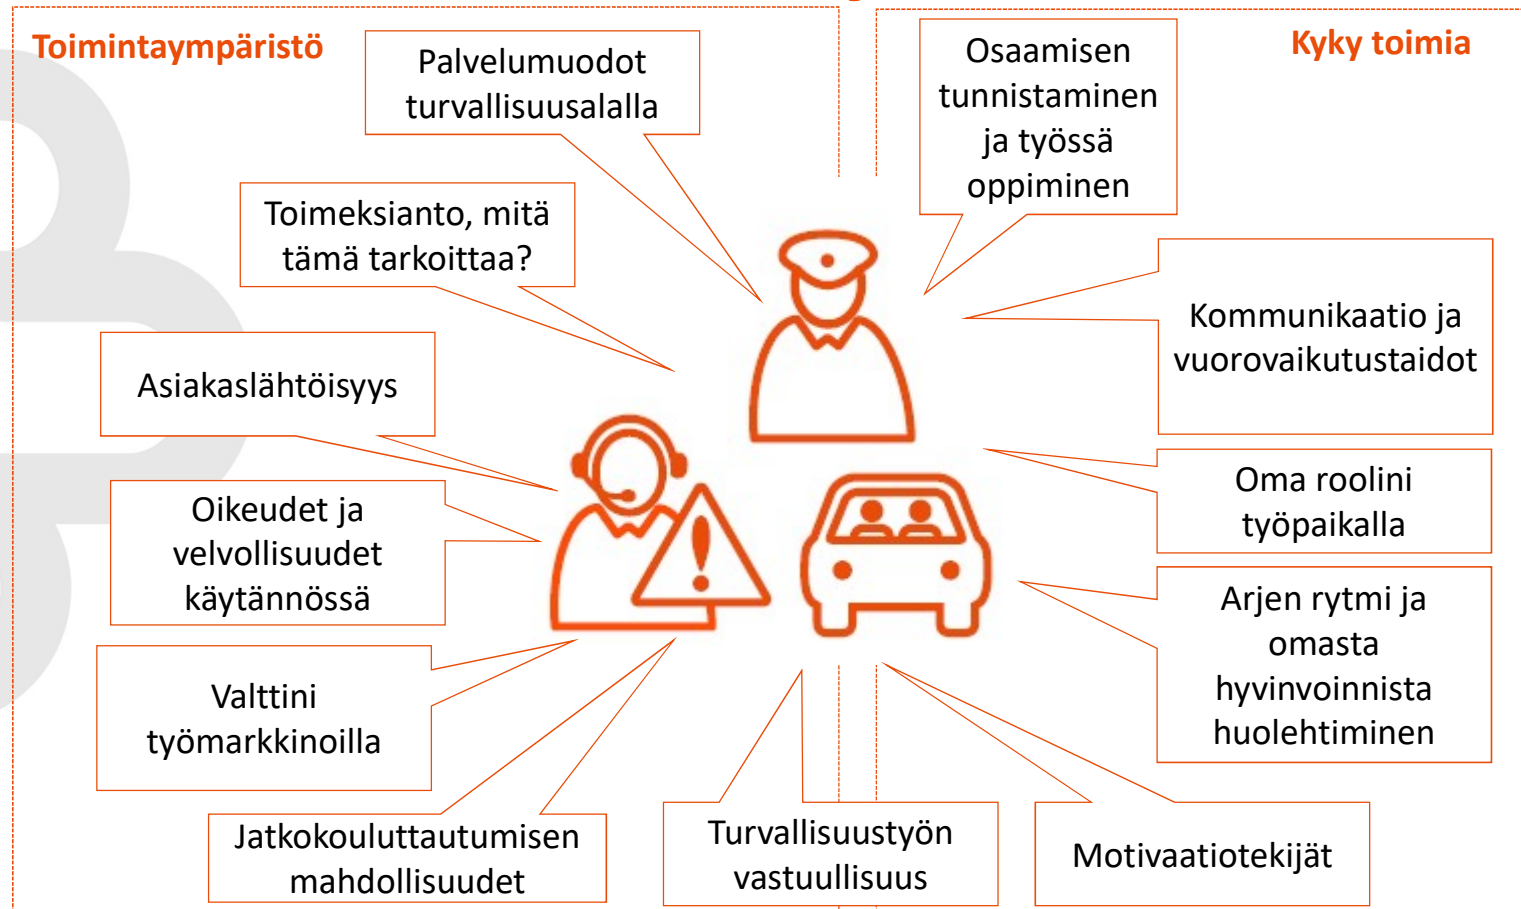 Toimintaympäristö
Kyky toimia
Palvelumuodot
turvallisuusalalla
Osaamisen
tunnistaminen
ja työssä
oppiminen
Toimeksianto, mitä
tämä tarkoittaa?
Kommunikaatio ja
vuorovaikutustaidot
Asiakaslähtöisyys
Oma roolini
työpaikalla
Oikeudet ja
velvollisuudet
käytännössä
Arjen rytmi ja
omasta
hyvinvoinnista
huolehtiminen
Valttini
työmarkkinoilla
Jatkokouluttautumisen
mahdollisuudet
Turvallisuustyön
vastuullisuus
Motivaatiotekijät